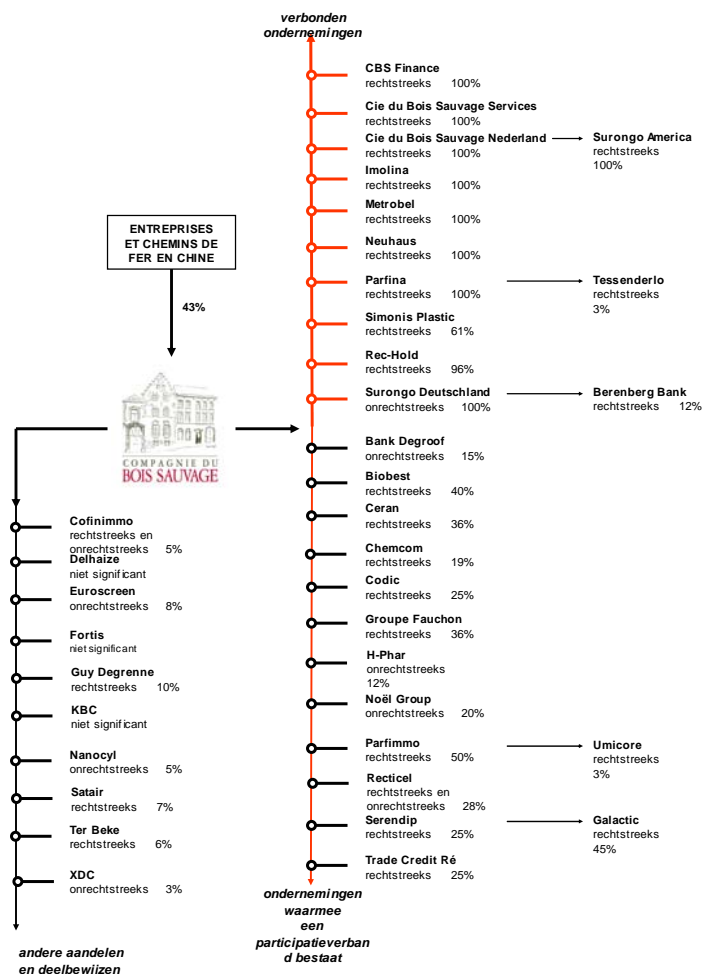 verbonden
ondernemingen
CBS Finance
rechtstreeks 100%
Cie du Bois Sauvage Services
100%
Cie du Bois Sauvage Nederland
rechtstreeks 100%
Surongo America
rechtstreeks
100%
Imolina
rechtstreeks 100%
Metrobel
rechtstreeks 100%
Neuhaus
rechtstreeks 100%
Parfina
rechtstreeks 100%
Tessenderlo
rechtstreeks
3%
Simonis Plastic
rechtstreeks 61%
Rec-Hold
rechtstreeks 96%
Surongo Deutschland
onrechtstreeks 100%
Berenberg Bank
rechtstreeks 12%
ENTREPRISES
ET CHEMINS DE
FER EN CHINE
43%
COMPAGNIE DU
BOIS SAUVAGE
Bank Degroof
onrechtstreeks 15%
Biobest
rechtstreeks 40%
Ceran
rechtstreeks 36%
Chemcom
rechtstreeks 19%
Codic
rechtstreeks 25%
Groupe Fauchon
rechtstreeks 36%
H-Phar
onrechtstreeks
12%
Noël Group
onrechtstreeks 20%
Parfimmo
rechtstreeks 50%
Umicore
rechtstreeks
3%
Recticel
rechtstreeks en
onrechtstreeks 28%
Serendip
rechtstreeks 25%
Galactic
rechtstreeks
45%
Trade Credit Ré
rechtstreeks 25%
ondernemingen
waarmee
een
participatieverban
d bestaat
Cofinimmo
rechtstreeks en
onrechtstreeks 5%
Delhaize
niet significant
Euroscreen
onrechtstreeks 8%
Fortis
niet significant
Guy Degrenne
rechtstreeks 10%
KBC
niet significant
Nanocyl
onrechtstreeks 5%
Satair
rechtstreeks 7%
Ter Beke
rechtstreeks 6%
XDC
onrechtstreeks 3%
andere aandelen
en deelbewijzen